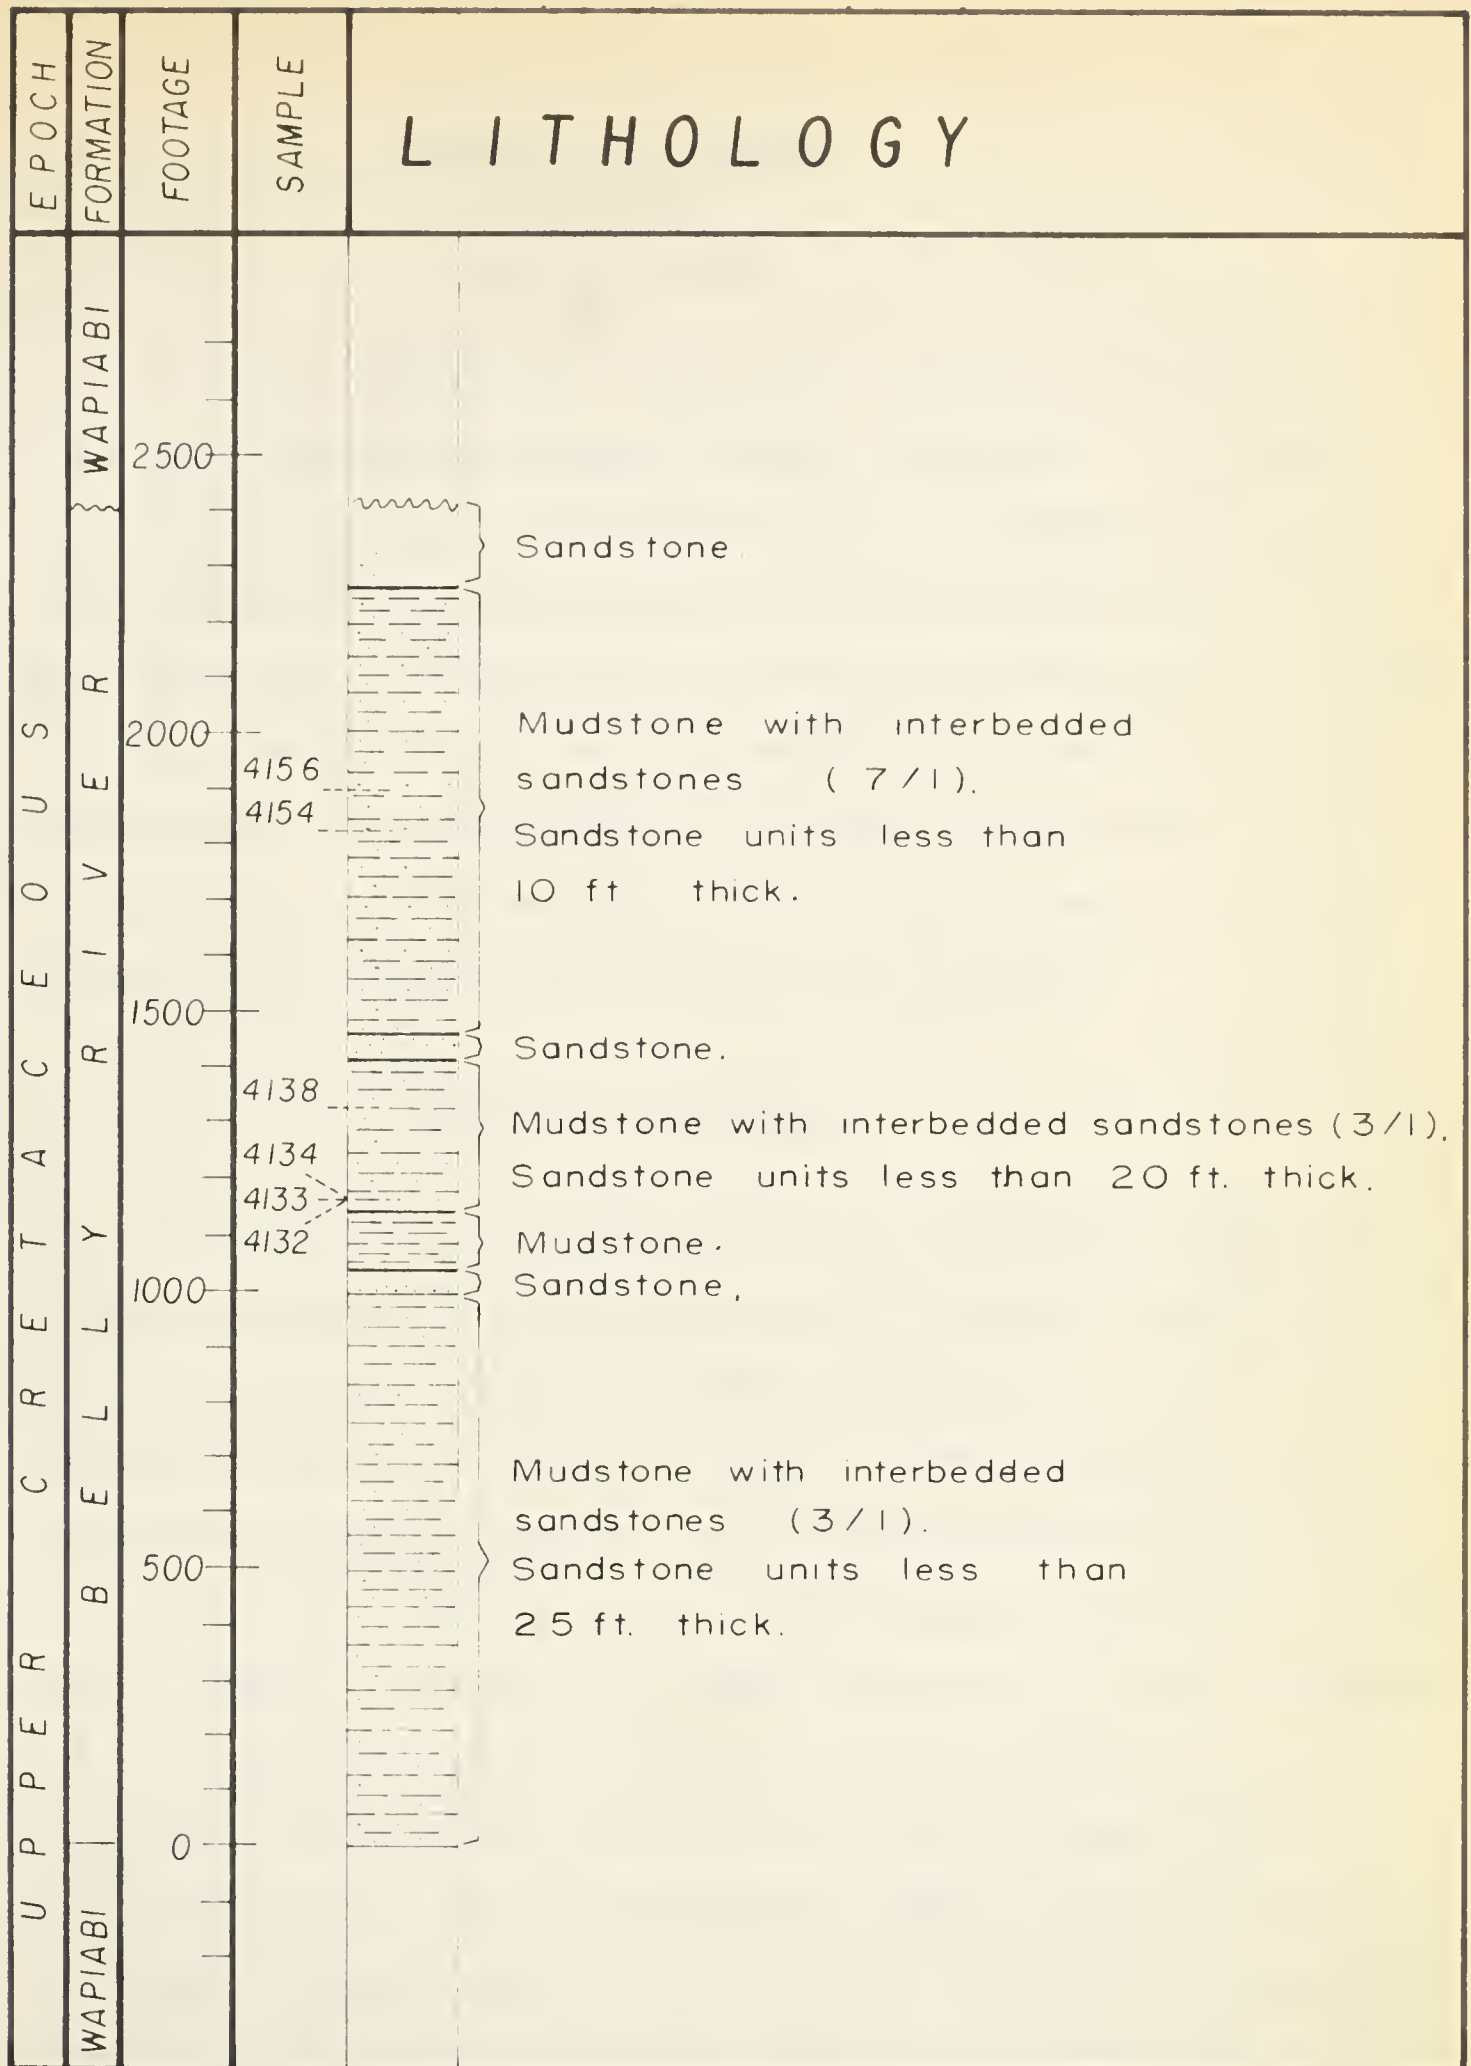 EPOCH
FORMATION
FOOTAGE
SAMPLE
LITHOLOGY
UPPER CRETACEOUS
WAPIABI
BELLY RIVER
WAPIABI
2500
2000
1500
1000
500
0
4156
4154
4138
4134
4133
4132
Sandstone
Mudstone with interbedded
sandstones (7/1).
Sandstone units less than
10 ft thick.
Sandstone.
Mudstone with interbedded sandstones (3/1).
Sandstone units less than 20 ft. thick.
Mudstone.
Sandstone.
Mudstone with interbedded
sandstones (3/1).
Sandstone units less than
25 ft. thick.